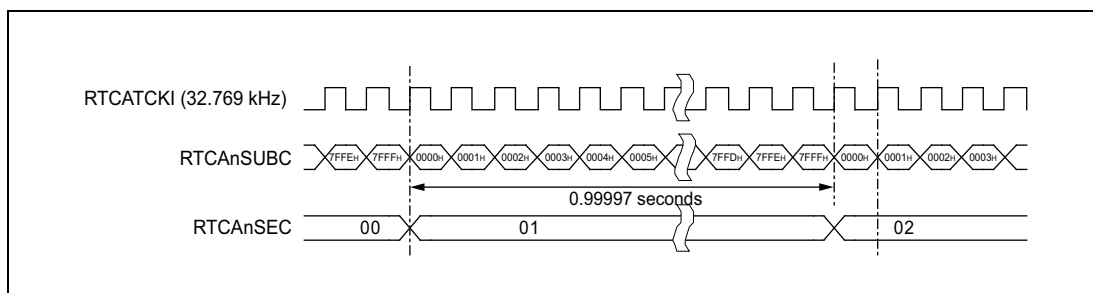 RTCATCKI (32.769 kHz)
RTCAnSUBC 7FFEH 7FFFH 0000H 0001H 0002H 0003H 0004H 0005H 7FFDH 7FFEH 7FFFH 0000H 0001H 0002H 0003H
0.99997 seconds
RTCAnSEC 00 01 02